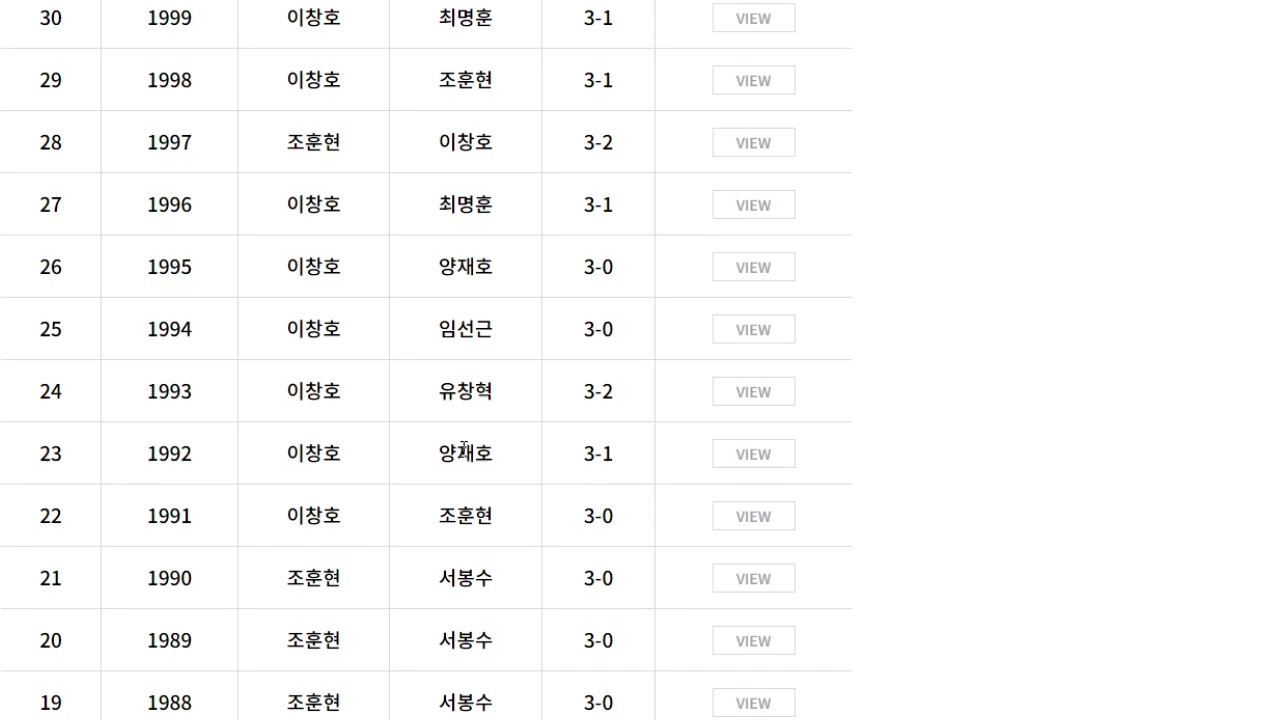 30 1999 이창호 최명훈 3-1 VIEW
29 1998 이창호 조훈현 3-1 VIEW
28 1997 조훈현 이창호 3-2 VIEW
27 1996 이창호 최명훈 3-1 VIEW
26 1995 이창호 양재호 3-0 VIEW
25 1994 이창호 임선근 3-0 VIEW
24 1993 이창호 유창혁 3-2 VIEW
23 1992 이창호 양재호 3-1 VIEW
22 1991 이창호 조훈현 3-0 VIEW
21 1990 조훈현 서봉수 3-0 VIEW
20 1989 조훈현 서봉수 3-0 VIEW
19 1988 조훈현 서봉수 3-0 VIEW